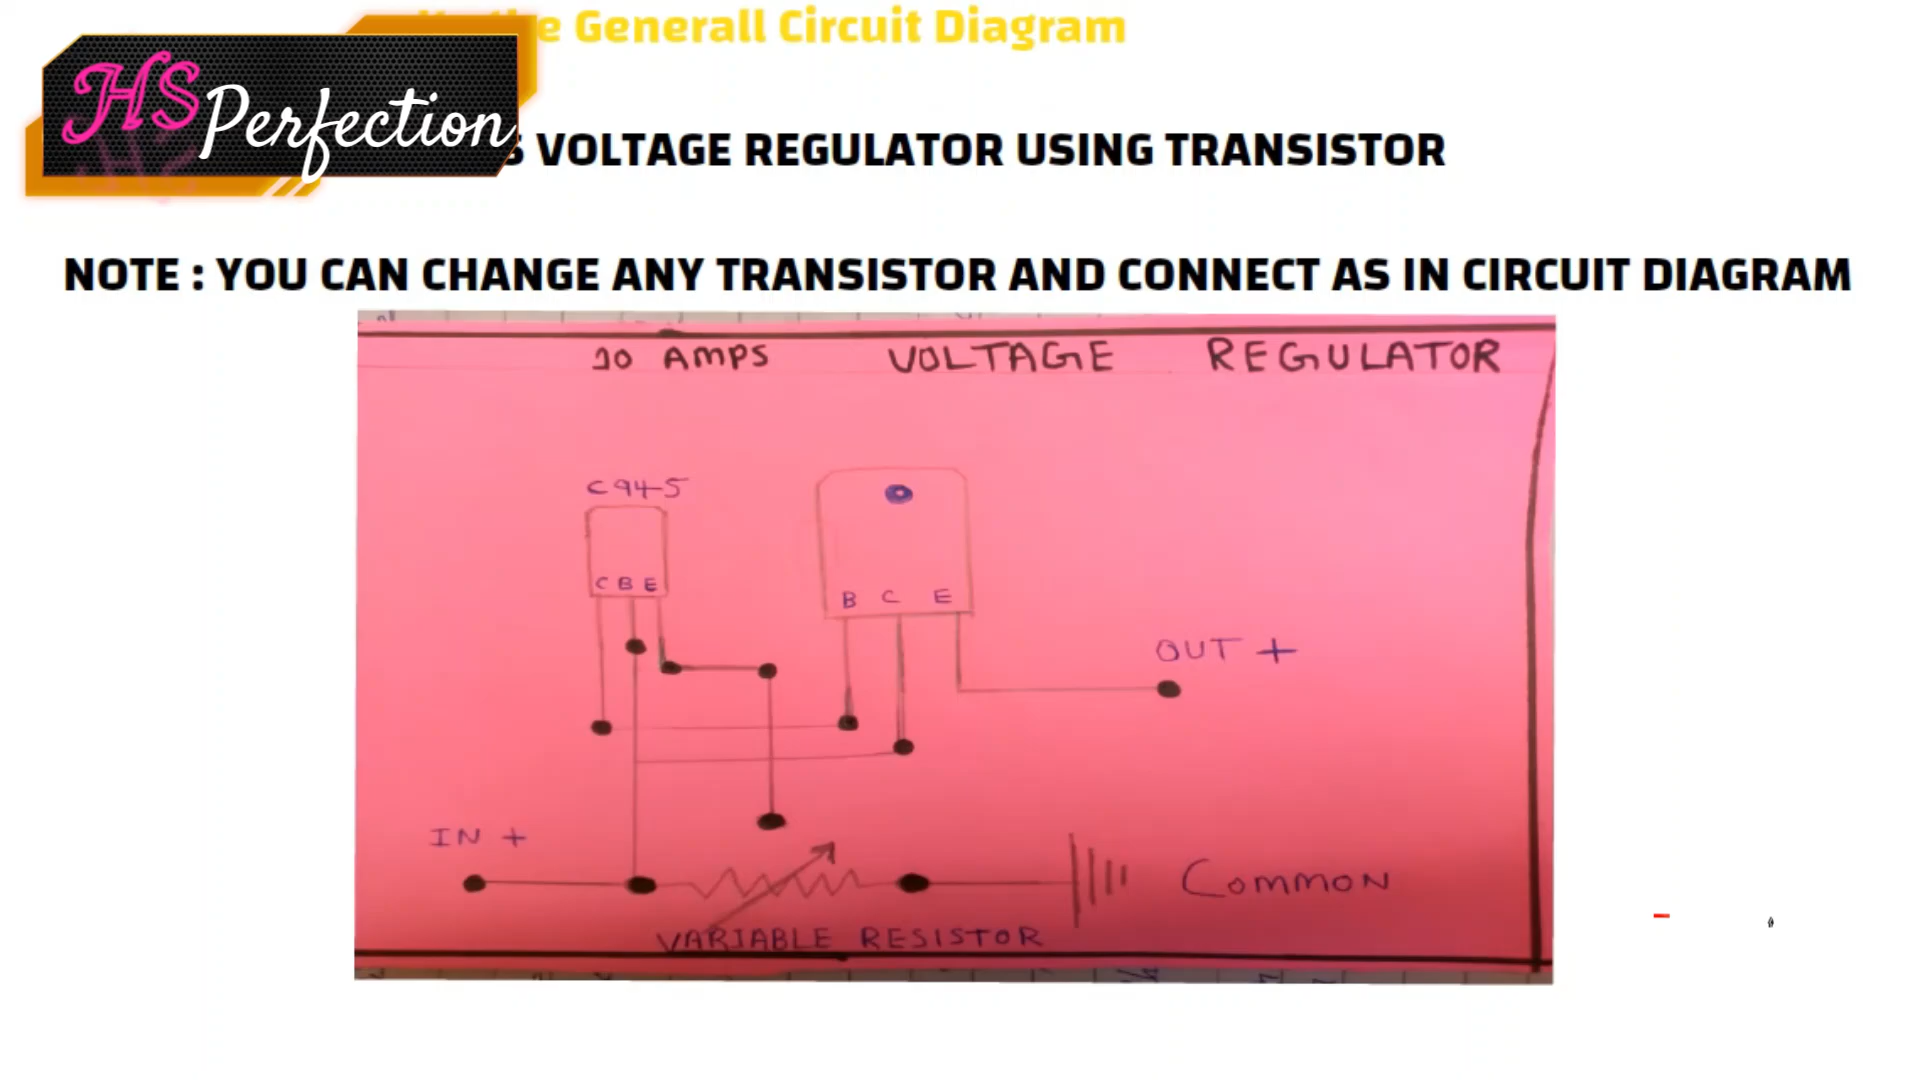 Generall Circuit Diagram
HS Perfection
VOLTAGE REGULATOR USING TRANSISTOR
NOTE : YOU CAN CHANGE ANY TRANSISTOR AND CONNECT AS IN CIRCUIT DIAGRAM
10 AMPS VOLTAGE REGULATOR
C945
C B E
B C E
OUT +
IN +
COMMON
VARIABLE RESISTOR